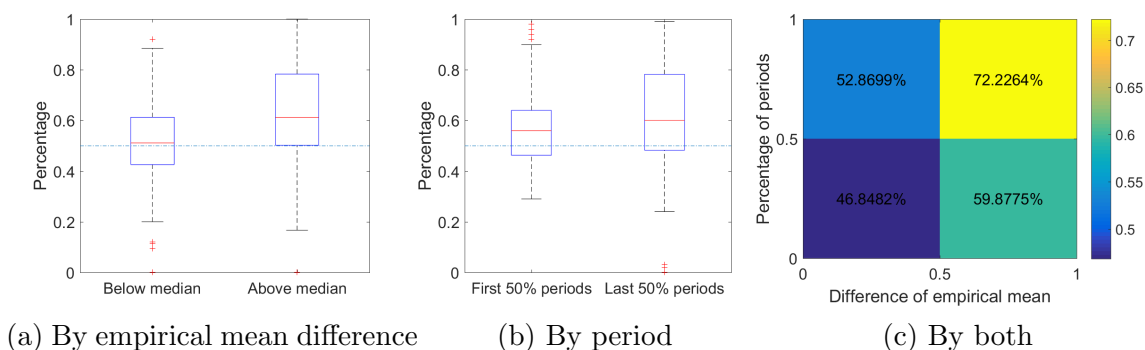 1
0.8
0.6
0.4
0.2
0
Percentage
Below median
Above median
(a) By empirical mean difference
1
0.8
0.6
0.4
0.2
0
Percentage
First 50% periods
Last 50% periods
(b) By period
1
0.5
0
Percentage of periods
52.8699%
72.2264%
46.8482%
59.8775%
0
0.5
1
Difference of empirical mean
0.7
0.65
0.6
0.55
0.5
(c) By both